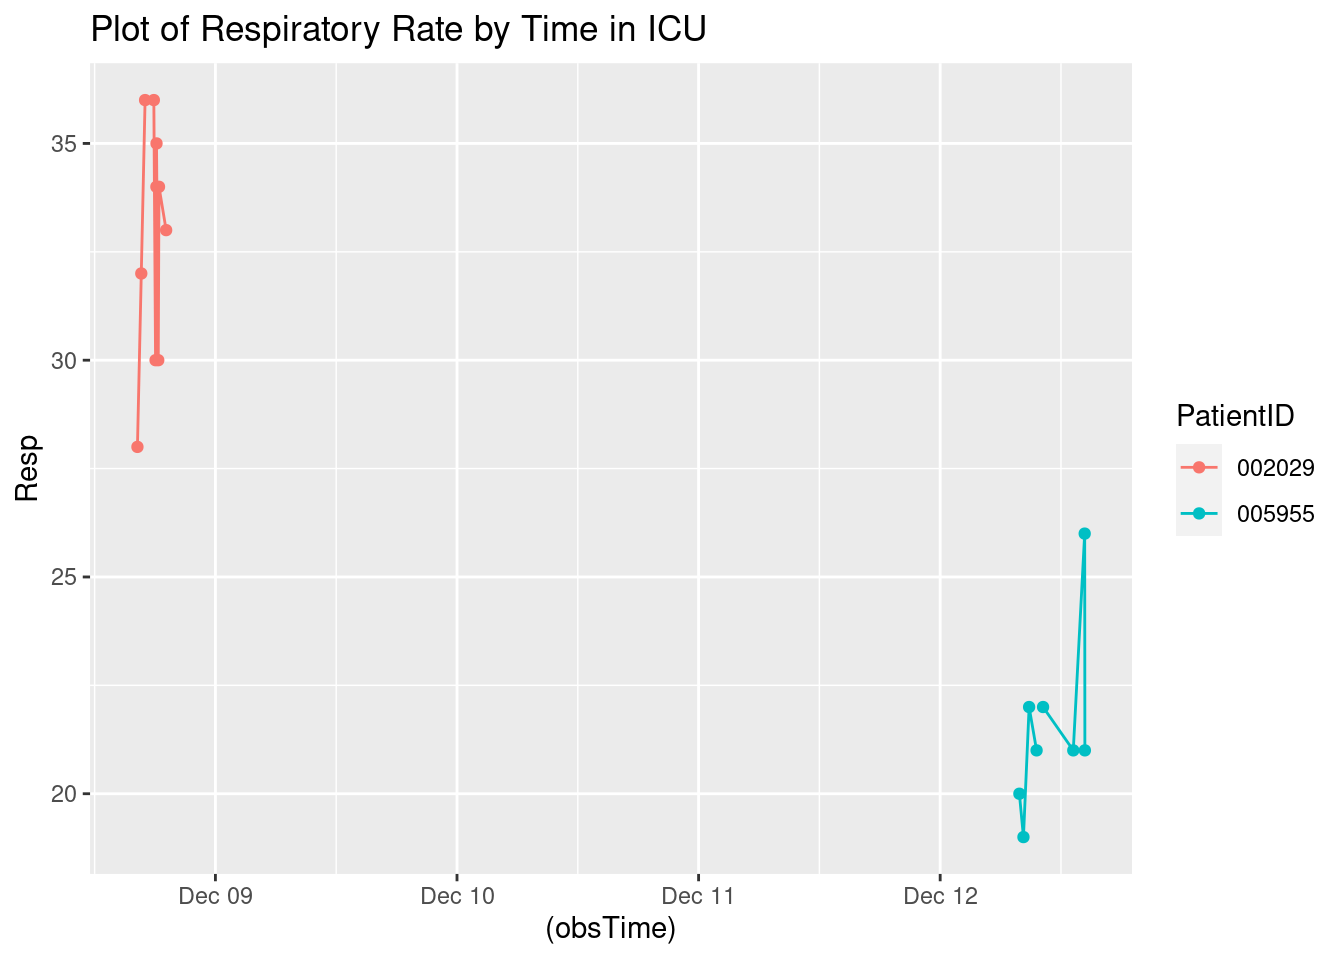 Plot of Respiratory Rate by Time in ICU
35
30
25
20
Resp
Dec 09
Dec 10
Dec 11
Dec 12
(obsTime)
PatientID
002029
005955